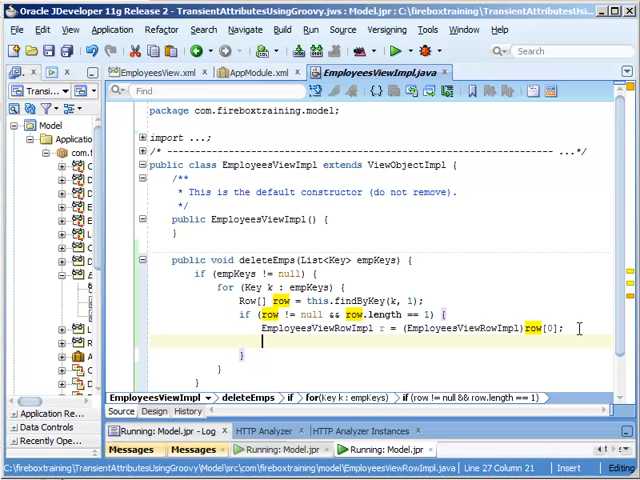 Oracle JDeveloper 11g Release 2 - TransientAttributesUsingGroovy.jws : Model.jpr : C:\fireboxtraining\TransientAttributesUs
File Edit View Application Refactor Search Navigate Build Run Source Versioning Tools Window Help
Search
EmployeesView.xml AppModule.xml EmployeesViewImpl.java
Transi...
Find
package com.fireboxtraining.model;
Model
Application
com.f
import ...;
/* ---------------------------------------------------------------------...*/
public class EmployeesViewImpl extends ViewObjectImpl {
/**
* This is the default constructor (do not remove).
*/
public EmployeesViewImpl() {
}
public void deleteEmps(List<Key> empKeys) {
if (empKeys != null) {
for (Key k : empKeys) {
Row[] row = this.findByKey(k, 1);
if (row != null && row.length == 1) {
EmployeesViewRowImpl r = (EmployeesViewRowImpl)row[0];
}
}
}
EmployeesViewImpl deleteEmps if for(Key k : empKeys) if (row != null && row.length == 1)
Source Design History
Application Reso...
Data Controls
Recently Ope...
Running: Model.jpr - Log HTTP Analyzer HTTP Analyzer Instances
Messages Messages Running: Model.jpr Running: Model.jpr
C:\fireboxtraining\TransientAttributesUsingGroovy\Model\src\com\fireboxtraining\model\EmployeesViewRowImpl.java Line 27 Column 21 Insert Editing